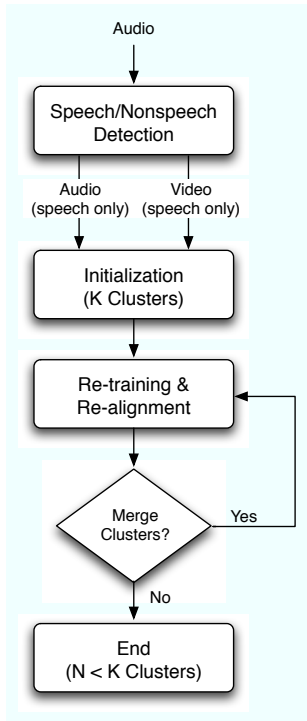 Audio
Speech/Nonspeech
Detection
Audio
(speech only)
Video
(speech only)
Initialization
(K Clusters)
Re-training &
Re-alignment
Merge
Clusters?
Yes
No
End
(N < K Clusters)